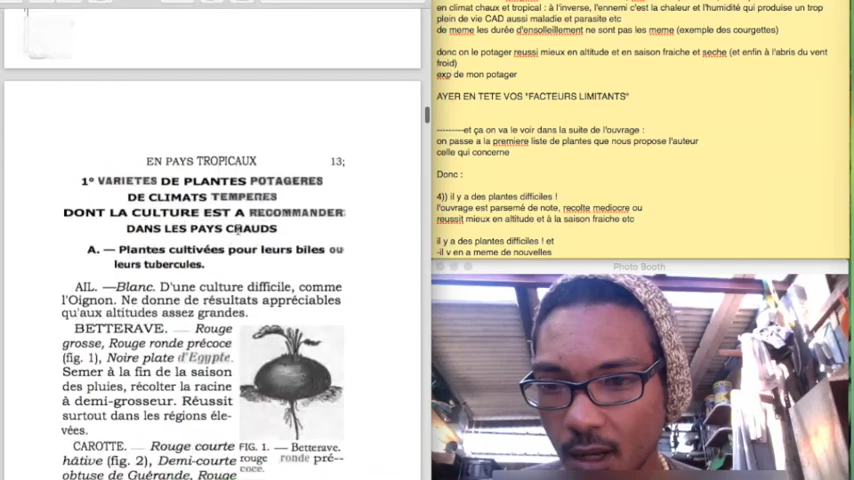 EN PAYS TROPICAUX 13;
1° VARIETES DE PLANTES POTAGERES
DE CLIMATS TEMPERES
DONT LA CULTURE EST A RECOMMANDER
DANS LES PAYS CHAUDS
A. — Plantes cultivées pour leurs biles ou
leurs tubercules.
AIL. —Blanc. D'une culture difficile, comme
l'Oignon. Ne donne de résultats appréciables
qu'aux altitudes assez grandes.
BETTERAVE. — Rouge
grosse, Rouge ronde précoce
(fig. 1), Noire plate d'Egypte.
Semer à la fin de la saison
des pluies, récolter la racine
à demi-grosseur. Réussit
surtout dans les régions éle-
vées.
CAROTTE. — Rouge courte
hâtive (fig. 2), Demi-courte
obtuse de Guérande, Rouge
FIG. 1. — Betterave.
rouge ronde pré--
coce.
en climat chaux et tropical : à l'inverse, l'ennemi c'est la chaleur et l'humidité qui produise un trop
plein de vie CAD aussi maladie et parasite etc
de meme les durée d'ensolleillement ne sont pas les meme (exemple des courgettes)
donc on le potager reussi mieux en altitude et en saison fraiche et seche (et enfin à l'abris du vent
froid)
exp de mon potager
AYER EN TETE VOS "FACTEURS LIMITANTS"
---------et ça on va le voir dans la suite de l'ouvrage :
on passe a la premiere liste de plantes que nous propose l'auteur
celle qui concerne
Donc :
4)) il y a des plantes difficiles !
l'ouvrage est parsemé de note, recolte mediocre ou
reussit mieux en altitude et à la saison fraiche etc
il y a des plantes difficiles ! et
-il y en a meme de nouvelles
Photo Booth